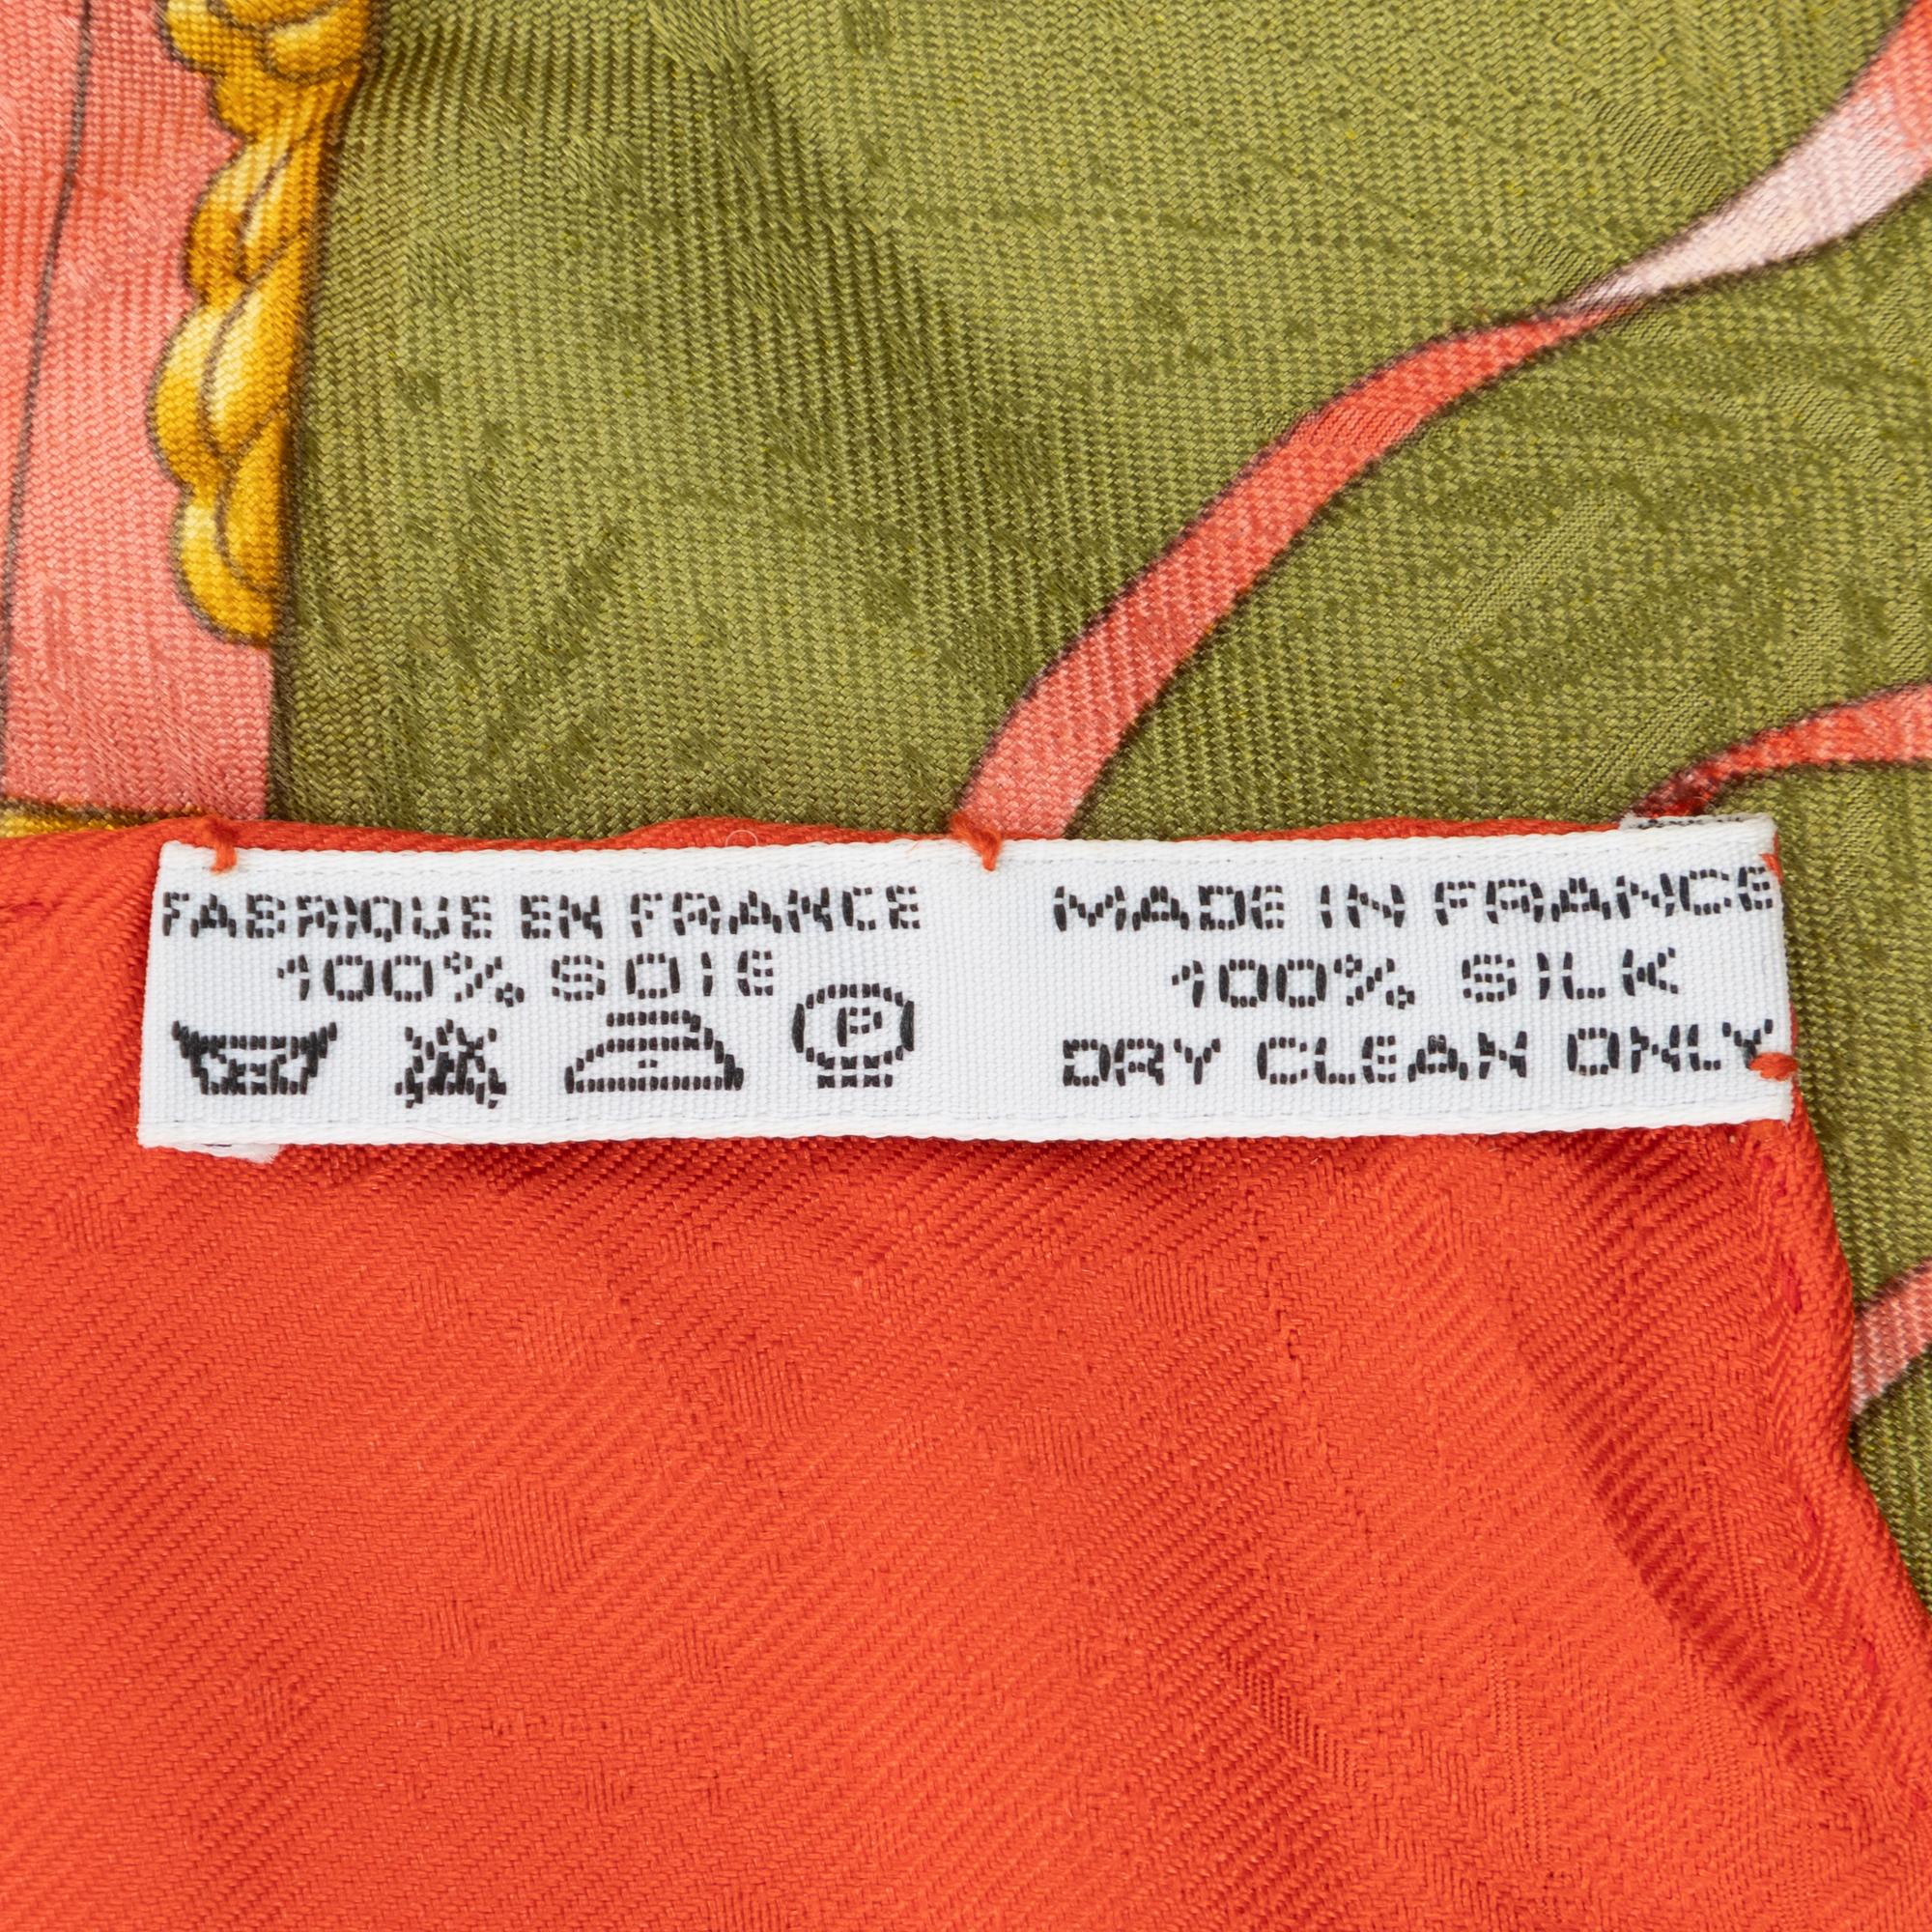 FABRIQUE EN FRANCE
100% SOIE
P
MADE IN FRANCE
100% SILK
DRY CLEAN ONLY